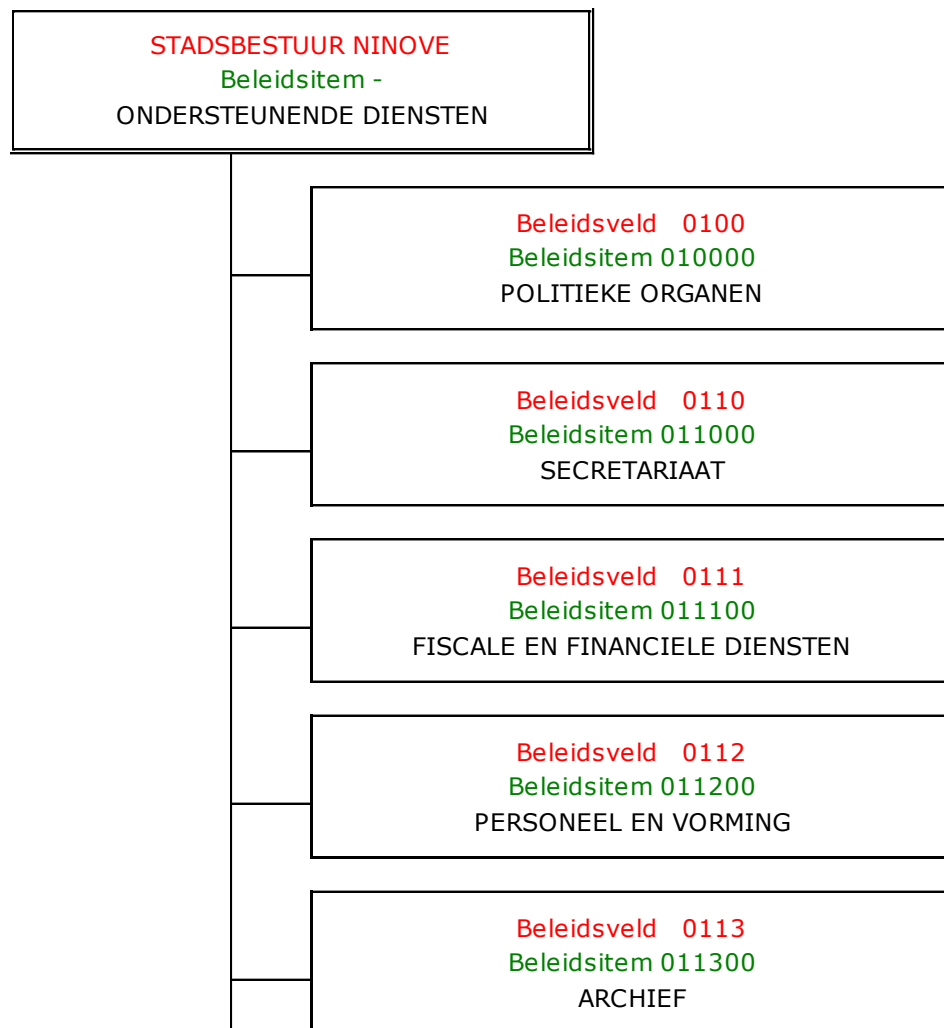 STADSBESTUUR NINOVE
Beleidsitem -
ONDERSTEUNENDE DIENSTEN
Beleidsveld 0100
Beleidsitem 010000
POLITIEKE ORGANEN
Beleidsveld 0110
Beleidsitem 011000
SECRETARIAAT
Beleidsveld 0111
Beleidsitem 011100
FISCALE EN FINANCIELE DIENSTEN
Beleidsveld 0112
Beleidsitem 011200
PERSONEEL EN VORMING
Beleidsveld 0113
Beleidsitem 011300
ARCHIEF